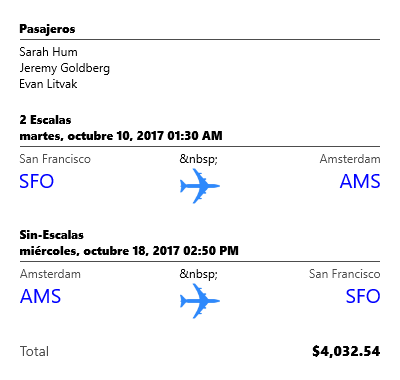 Pasajeros
Sarah Hum
Jeremy Goldberg
Evan Litvak
2 Escalas
martes, octubre 10, 2017 01:30 AM
San Francisco &nbsp; Amsterdam
SFO AMS
Sin-Escalas
miércoles, octubre 18, 2017 02:50 PM
Amsterdam &nbsp; San Francisco
AMS SFO
Total $4,032.54